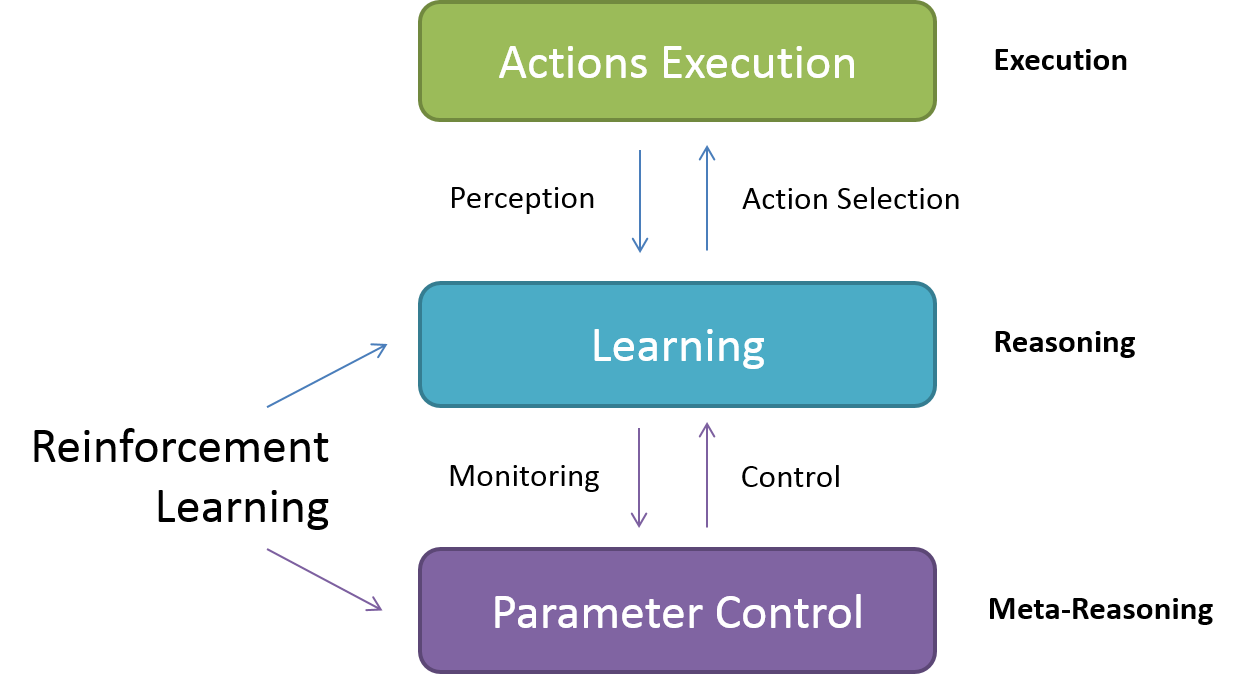 Actions Execution
Execution
Perception
Action Selection
Learning
Reasoning
Reinforcement
Learning
Monitoring
Control
Parameter Control
Meta-Reasoning